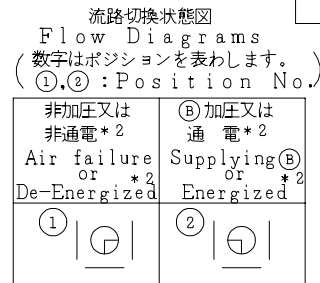 流路切換状態図
Flow Diagrams
(数字はポジションを表わします。
①,② :Position No.)
非加圧又は
非通電*2
Air failure
or *2
De-Energized
Ⓑ加圧又は
通 電*2
SupplyingⒷ
or *2
Energized
①
②